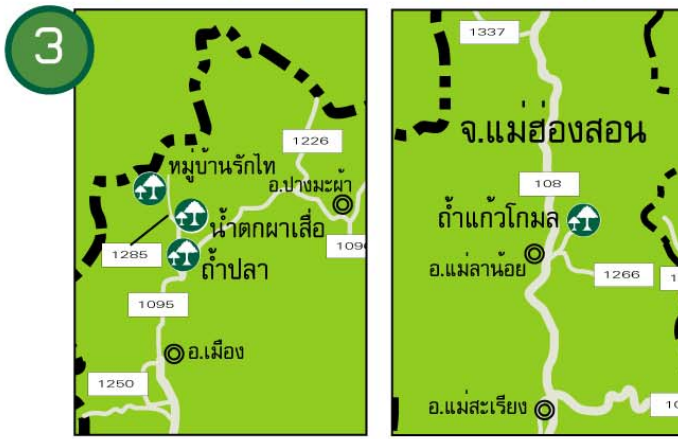 3
1226
หมู่บ้านรักไท
อ.ปางมะผ้า
น้ำตกผาเสื่อ
1285
ถ้ำปลา
1095
อ.เมือง
1250
1337
จ.แม่ฮ่องสอน
108
ถ้ำแก้วโกมล
อ.แม่ลาน้อย
1266
อ.แม่สะเรียง